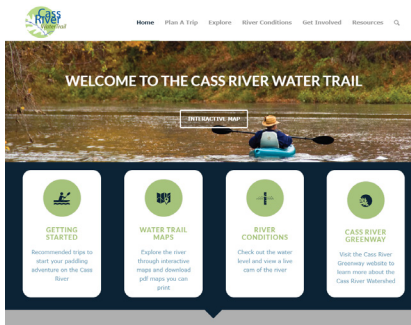 Cass
River
Greenbelt
Home Plan A Trip Explore River Conditions Get Involved Resources
WELCOME TO THE CASS RIVER WATER TRAIL
INTERACTIVE MAP
GETTING
STARTED
Recommended trips to
start your paddling
adventure on the Cass
River
WATER TRAIL
MAPS
Explore the river
through interactive
maps and download
pdf maps you can
print
RIVER
CONDITIONS
Check out the water
level and view a live
cam of the river
CASS RIVER
GREENWAY
Visit the Cass River
Greenway website to
learn more about the
Cass River Watershed